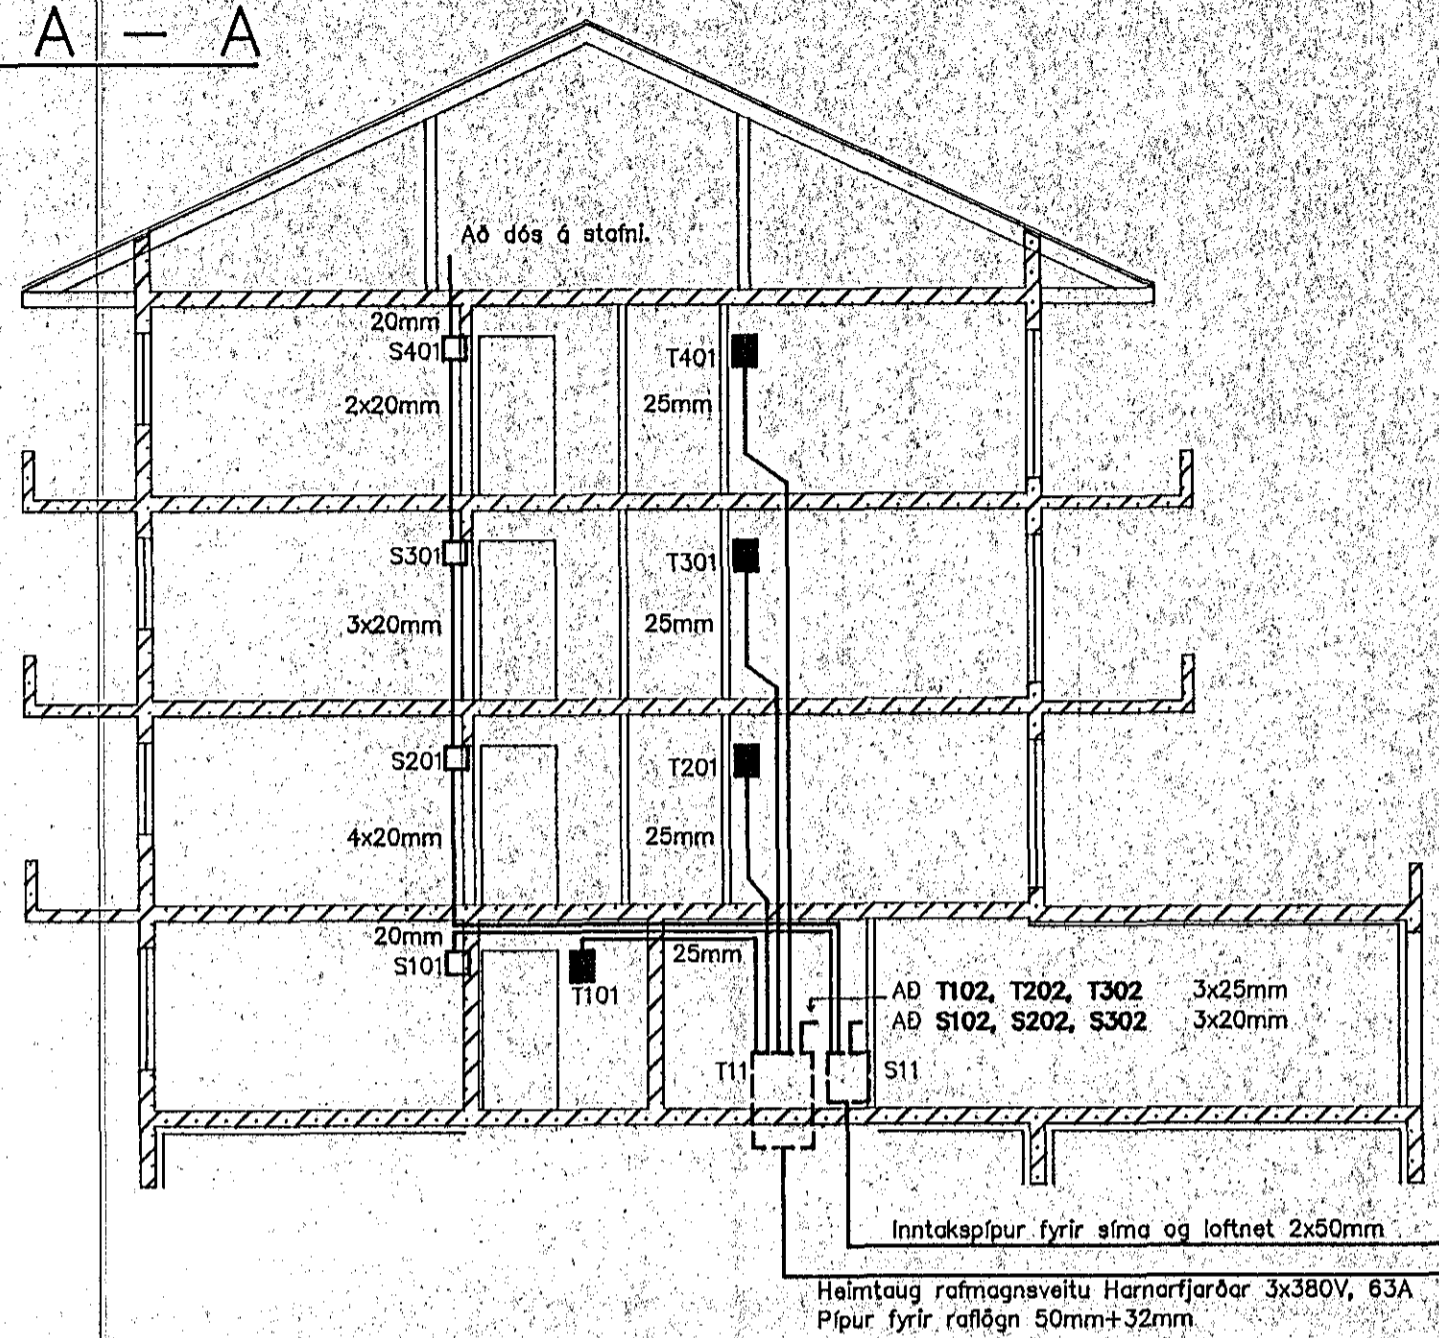 A — A
Að dós á stafni.
20mm
S401
T401
2x20mm
25mm
S301
T301
3x20mm
25mm
S201
T201
4x20mm
25mm
20mm
S101
T101
25mm
AÐ T102, T202, T302 3x25mm
AÐ S102, S202, S302 3x20mm
T11
S11
Inntakspípur fyrir síma og loftnet 2x50mm
Heimtaug rafmagnsveitu Harnarfjarðar 3x380V, 63A
Pípur fyrir raflögn 50mm+32mm